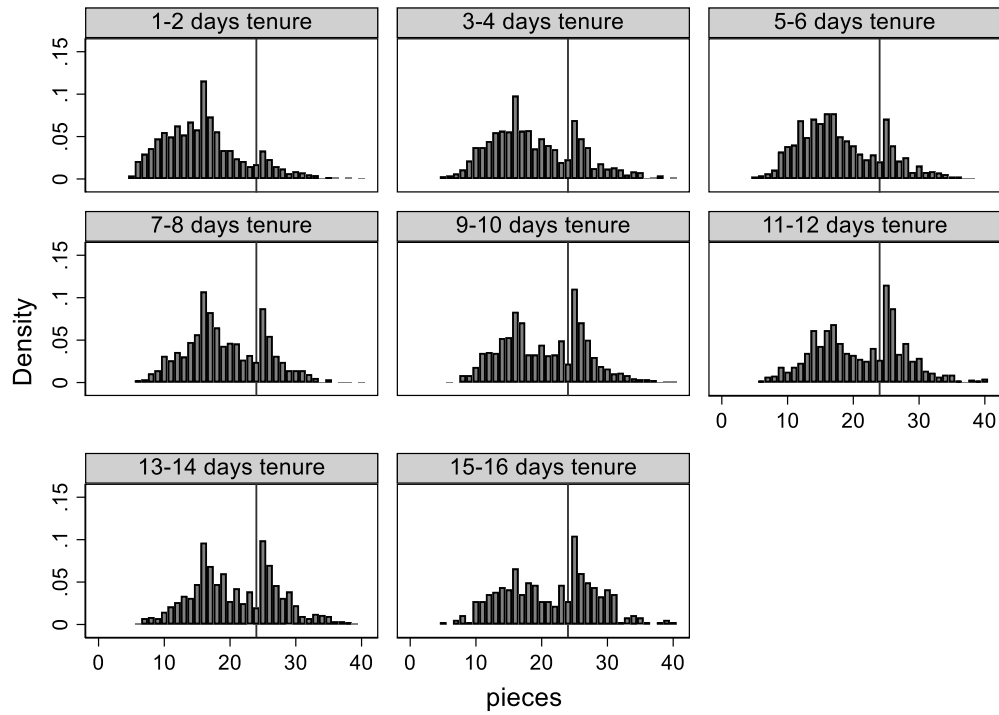 1-2 days tenure
3-4 days tenure
5-6 days tenure
.15
.1
.05
0
7-8 days tenure
9-10 days tenure
11-12 days tenure
.15
.1
.05
0
0 10 20 30 40
Density
13-14 days tenure
15-16 days tenure
.15
.1
.05
0
0 10 20 30 40
0 10 20 30 40
pieces